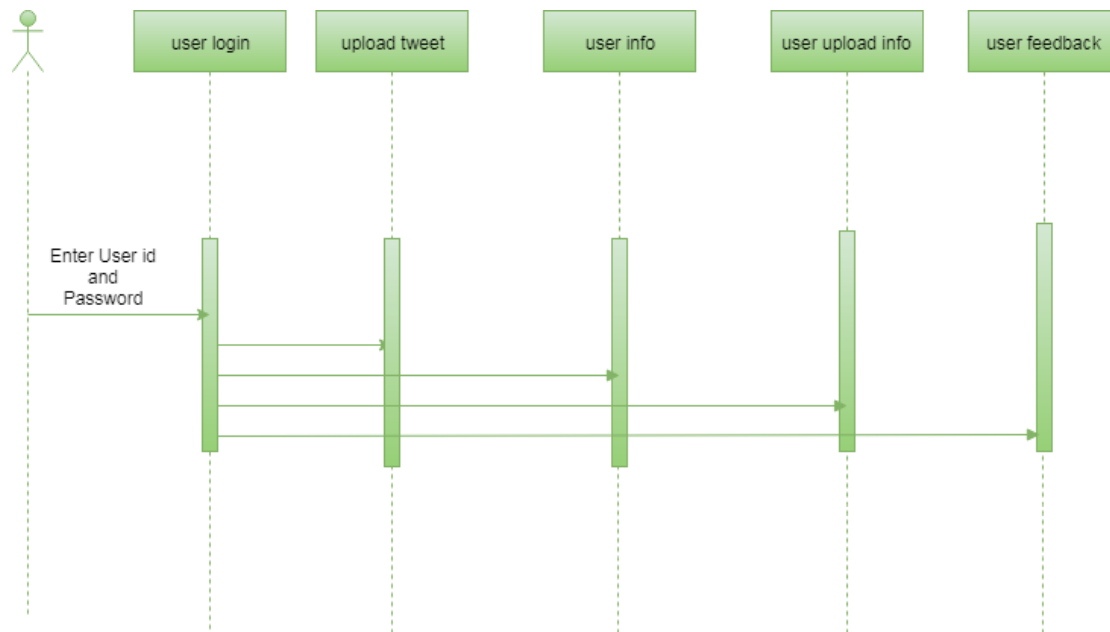 user login
upload tweet
user info
user upload info
user feedback
Enter User id
and
Password